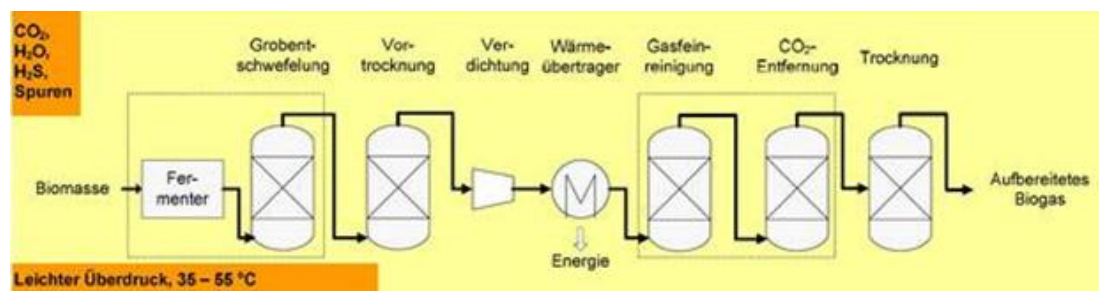 CO₂,
H₂O,
H₂S,
Spuren
Grobent-
schwefelung
Vor-
trocknung
Ver-
dichtung
Wärme-
übertrager
Gasfein-
reinigung
CO₂-
Entfernung
Trocknung
Biomasse
Fer-
menter
Energie
Aufbereitetes
Biogas
Leichter Überdruck, 35 – 55 °C